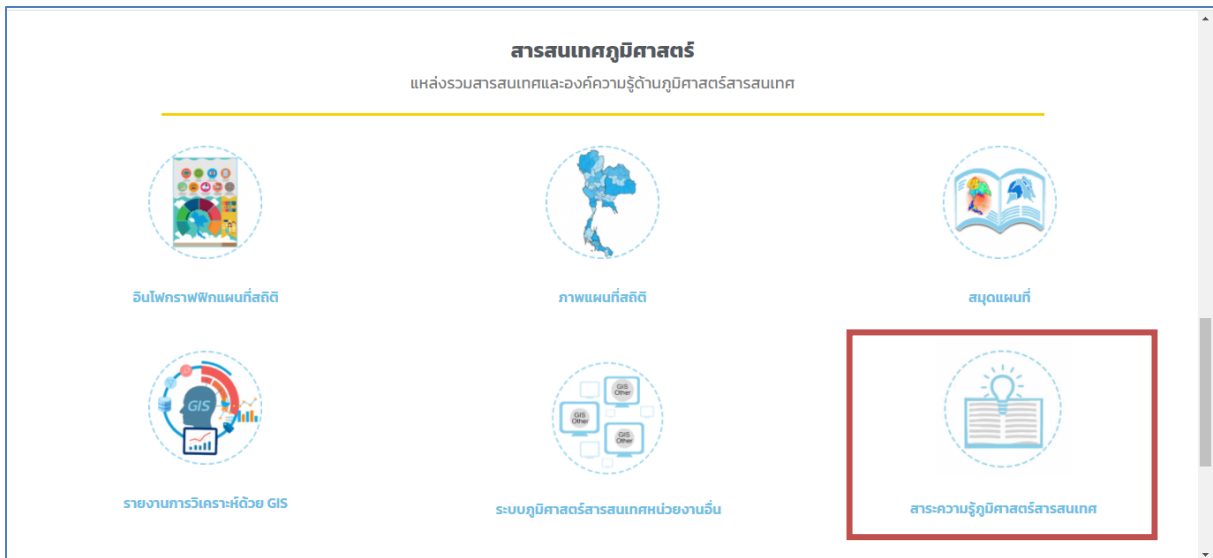 สารสนเทศภูมิศาสตร์
แหล่งรวมสารสนเทศและองค์ความรู้ด้านภูมิศาสตร์สารสนเทศ
อินโฟกราฟฟิกแผนที่สถิติ
ภาพแผนที่สถิติ
สมุดแผนที่
GIS
GIS Other
GIS Other
GIS Other
รายงานการวิเคราะห์ด้วย GIS
ระบบภูมิศาสตร์สารสนเทศหน่วยงานอื่น
สาระความรู้ภูมิศาสตร์สารสนเทศ